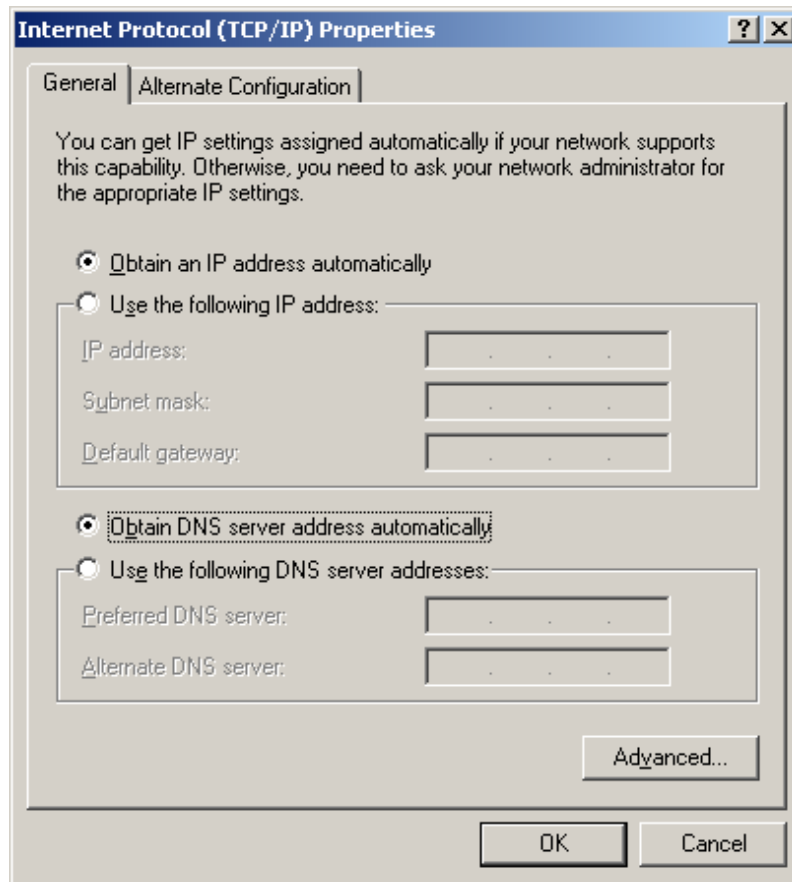 Internet Protocol (TCP/IP) Properties
General
Alternate Configuration
You can get IP settings assigned automatically if your network supports
this capability. Otherwise, you need to ask your network administrator for
the appropriate IP settings.
Obtain an IP address automatically
Use the following IP address:
IP address:
Subnet mask:
Default gateway:
Obtain DNS server address automatically
Use the following DNS server addresses:
Preferred DNS server:
Alternate DNS server:
Advanced...
OK
Cancel